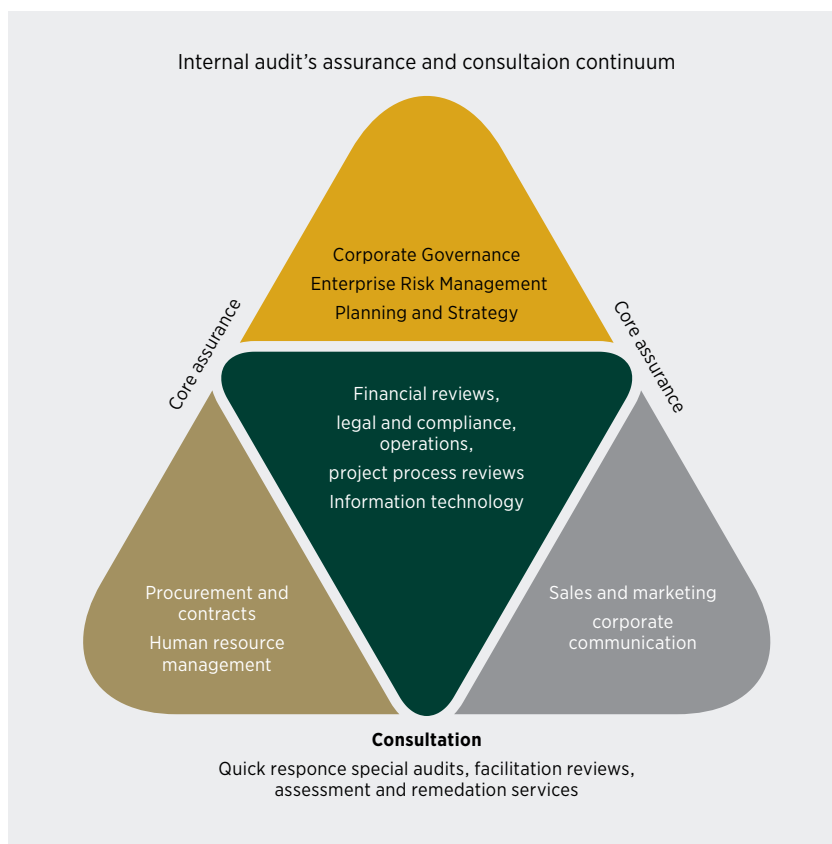 Internal audit’s assurance and consultaion continuum
Corporate Governance
Enterprise Risk Management
Planning and Strategy
Core assurance
Core assurance
Financial reviews,
legal and compliance,
operations,
project process reviews
Information technology
Procurement and
contracts
Human resource
management
Sales and marketing
corporate
communication
Consultation
Quick responce special audits, facilitation reviews,
assessment and remedation services